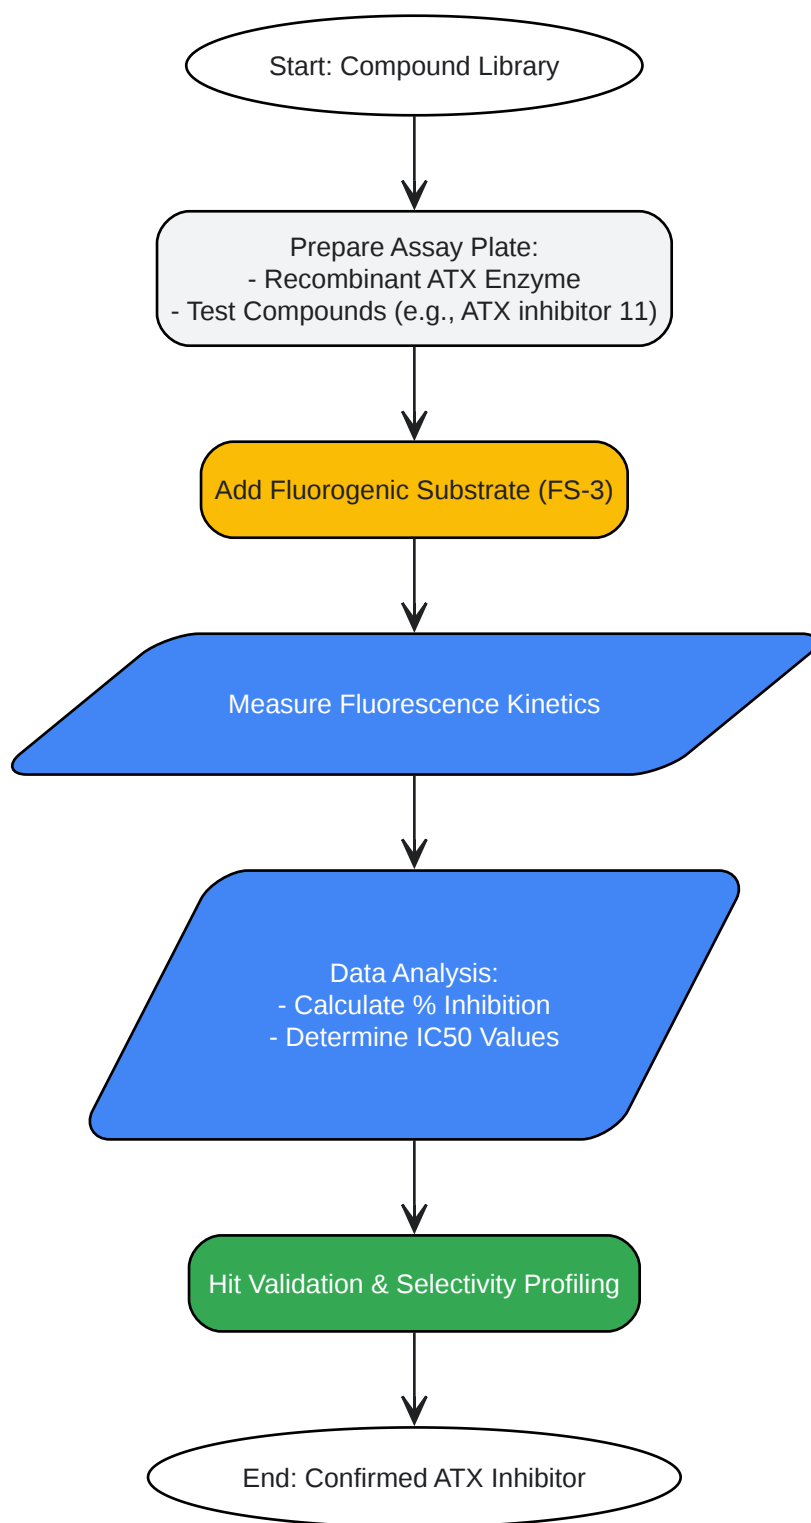 Start: Compound Library
Prepare Assay Plate:
- Recombinant ATX Enzyme
- Test Compounds (e.g., ATX inhibitor 11)
Add Fluorogenic Substrate (FS-3)
Measure Fluorescence Kinetics
Data Analysis:
- Calculate % Inhibition
- Determine IC50 Values
Hit Validation & Selectivity Profiling
End: Confirmed ATX Inhibitor